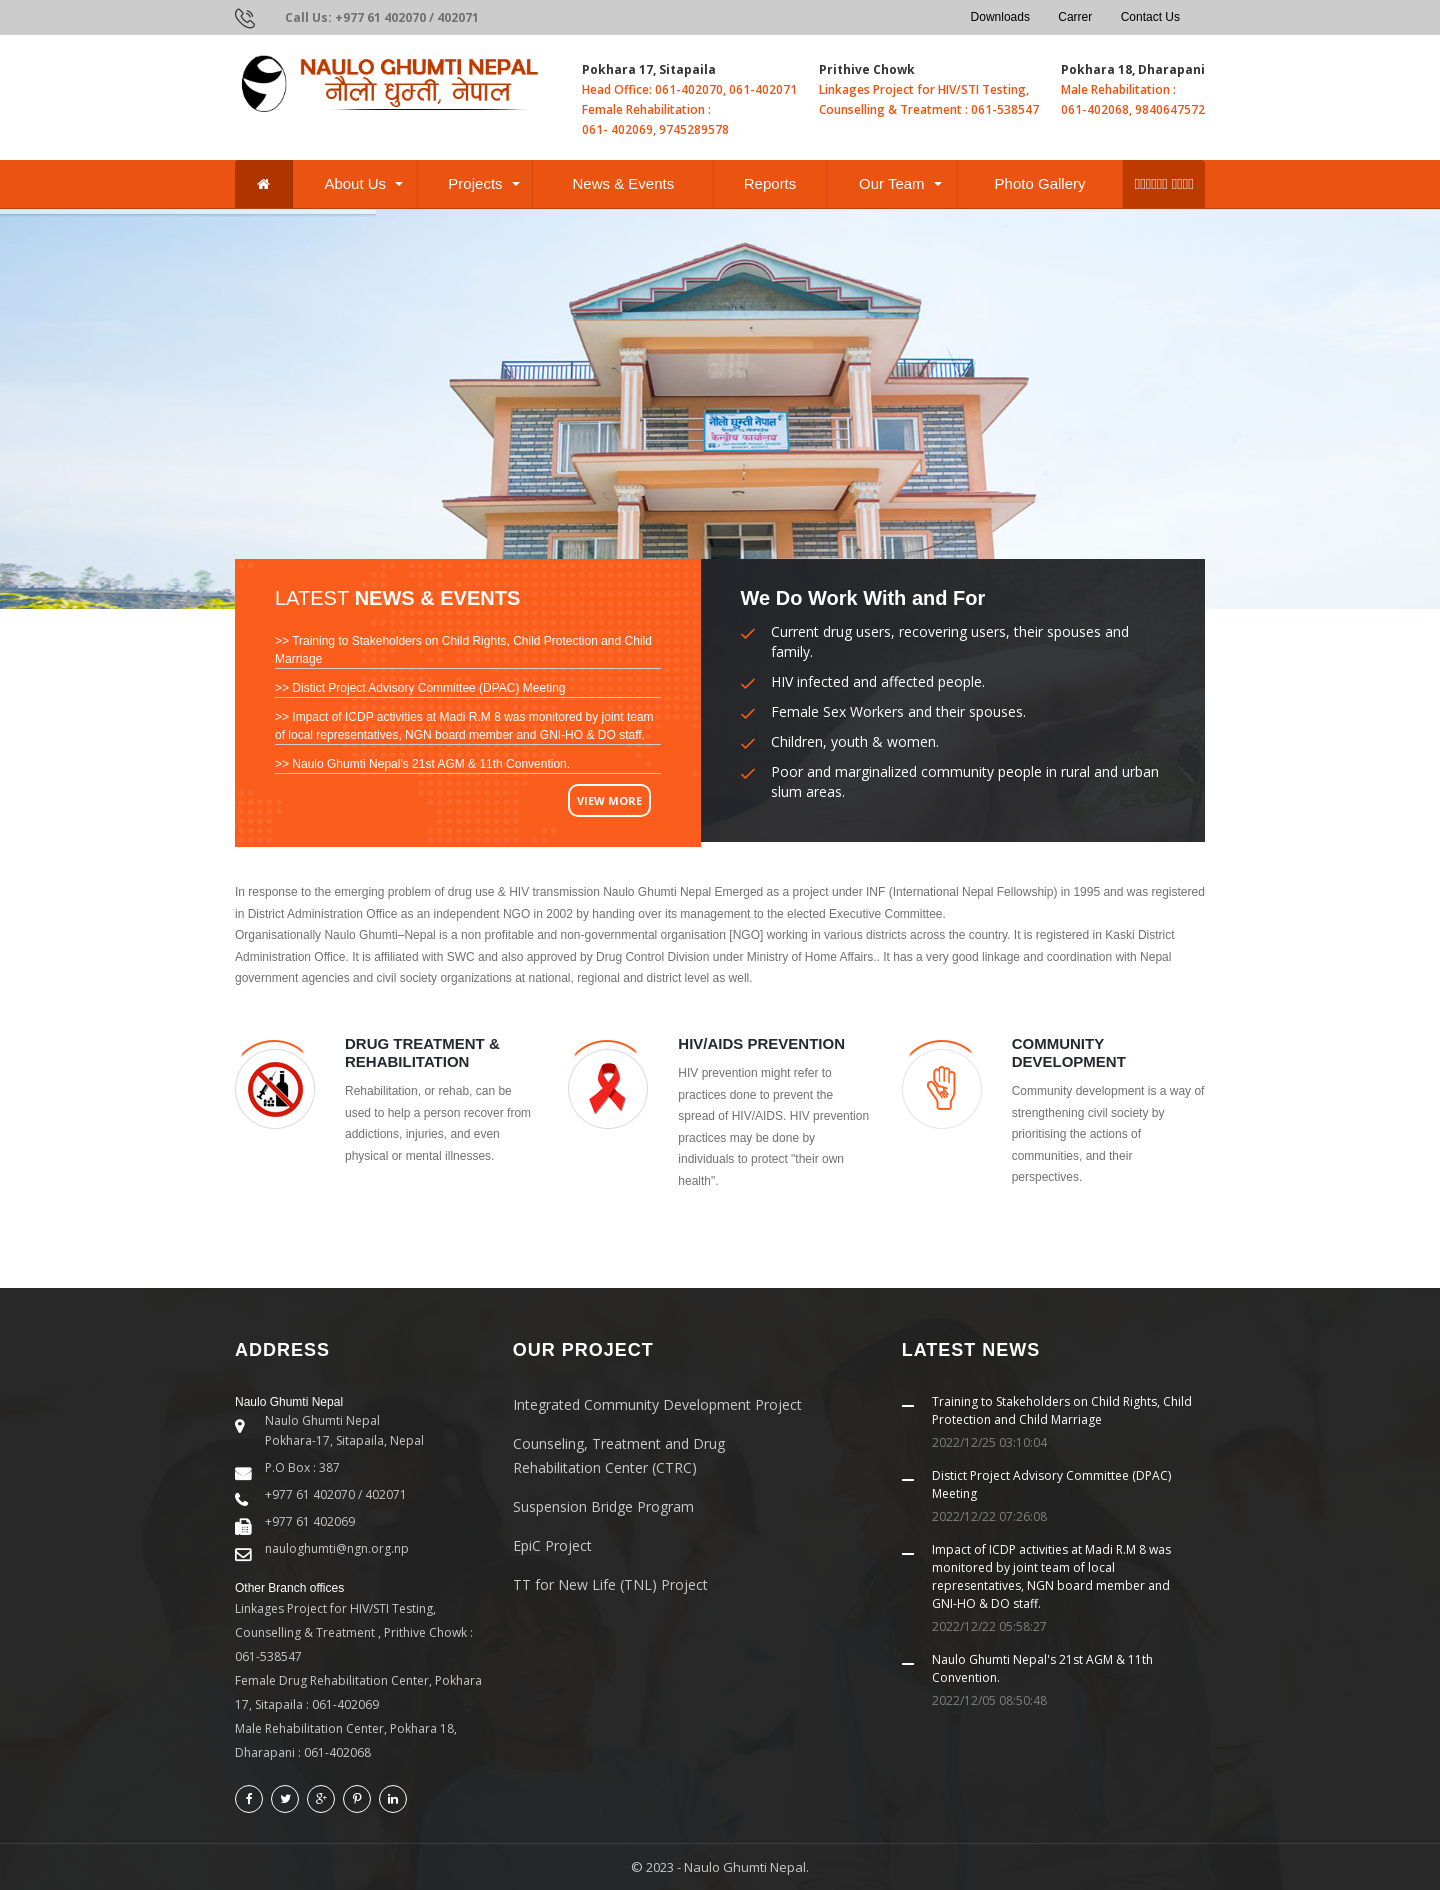 Call Us: +977 61 402070 / 402071
Downloads
Carrer
Contact Us
NAULO GHUMTI NEPAL
नौलो घुम्ती, नेपाल
Pokhara 17, Sitapaila
Head Office: 061-402070, 061-402071
Female Rehabilitation :
061- 402069, 9745289578
Prithive Chowk
Linkages Project for HIV/STI Testing,
Counselling & Treatment : 061-538547
Pokhara 18, Dharapani
Male Rehabilitation :
061-402068, 9840647572
About Us
Projects
News & Events
Reports
Our Team
Photo Gallery
नौलो घुम्ती नेपाल
केन्द्रीय कार्यालय
LATEST NEWS & EVENTS
>> Training to Stakeholders on Child Rights, Child Protection and Child
Marriage
>> Distict Project Advisory Committee (DPAC) Meeting
>> Impact of ICDP activities at Madi R.M 8 was monitored by joint team
of local representatives, NGN board member and GNI-HO & DO staff.
>> Naulo Ghumti Nepal's 21st AGM & 11th Convention.
VIEW MORE
We Do Work With and For
Current drug users, recovering users, their spouses and
family.
HIV infected and affected people.
Female Sex Workers and their spouses.
Children, youth & women.
Poor and marginalized community people in rural and urban
slum areas.
In response to the emerging problem of drug use & HIV transmission Naulo Ghumti Nepal Emerged as a project under INF (International Nepal Fellowship) in 1995 and was registered
in District Administration Office as an independent NGO in 2002 by handing over its management to the elected Executive Committee.
Organisationally Naulo Ghumti–Nepal is a non profitable and non-governmental organisation [NGO] working in various districts across the country. It is registered in Kaski District
Administration Office. It is affiliated with SWC and also approved by Drug Control Division under Ministry of Home Affairs.. It has a very good linkage and coordination with Nepal
government agencies and civil society organizations at national, regional and district level as well.
DRUG TREATMENT &
REHABILITATION
Rehabilitation, or rehab, can be
used to help a person recover from
addictions, injuries, and even
physical or mental illnesses.
HIV/AIDS PREVENTION
HIV prevention might refer to
practices done to prevent the
spread of HIV/AIDS. HIV prevention
practices may be done by
individuals to protect "their own
health".
COMMUNITY
DEVELOPMENT
Community development is a way of
strengthening civil society by
prioritising the actions of
communities, and their
perspectives.
ADDRESS
Naulo Ghumti Nepal
Naulo Ghumti Nepal
Pokhara-17, Sitapaila, Nepal
P.O Box : 387
+977 61 402070 / 402071
+977 61 402069
nauloghumti@ngn.org.np
Other Branch offices
Linkages Project for HIV/STI Testing,
Counselling & Treatment , Prithive Chowk :
061-538547
Female Drug Rehabilitation Center, Pokhara
17, Sitapaila : 061-402069
Male Rehabilitation Center, Pokhara 18,
Dharapani : 061-402068
OUR PROJECT
Integrated Community Development Project
Counseling, Treatment and Drug
Rehabilitation Center (CTRC)
Suspension Bridge Program
EpiC Project
TT for New Life (TNL) Project
LATEST NEWS
Training to Stakeholders on Child Rights, Child
Protection and Child Marriage
2022/12/25 03:10:04
Distict Project Advisory Committee (DPAC)
Meeting
2022/12/22 07:26:08
Impact of ICDP activities at Madi R.M 8 was
monitored by joint team of local
representatives, NGN board member and
GNI-HO & DO staff.
2022/12/22 05:58:27
Naulo Ghumti Nepal's 21st AGM & 11th
Convention.
2022/12/05 08:50:48
© 2023 - Naulo Ghumti Nepal.